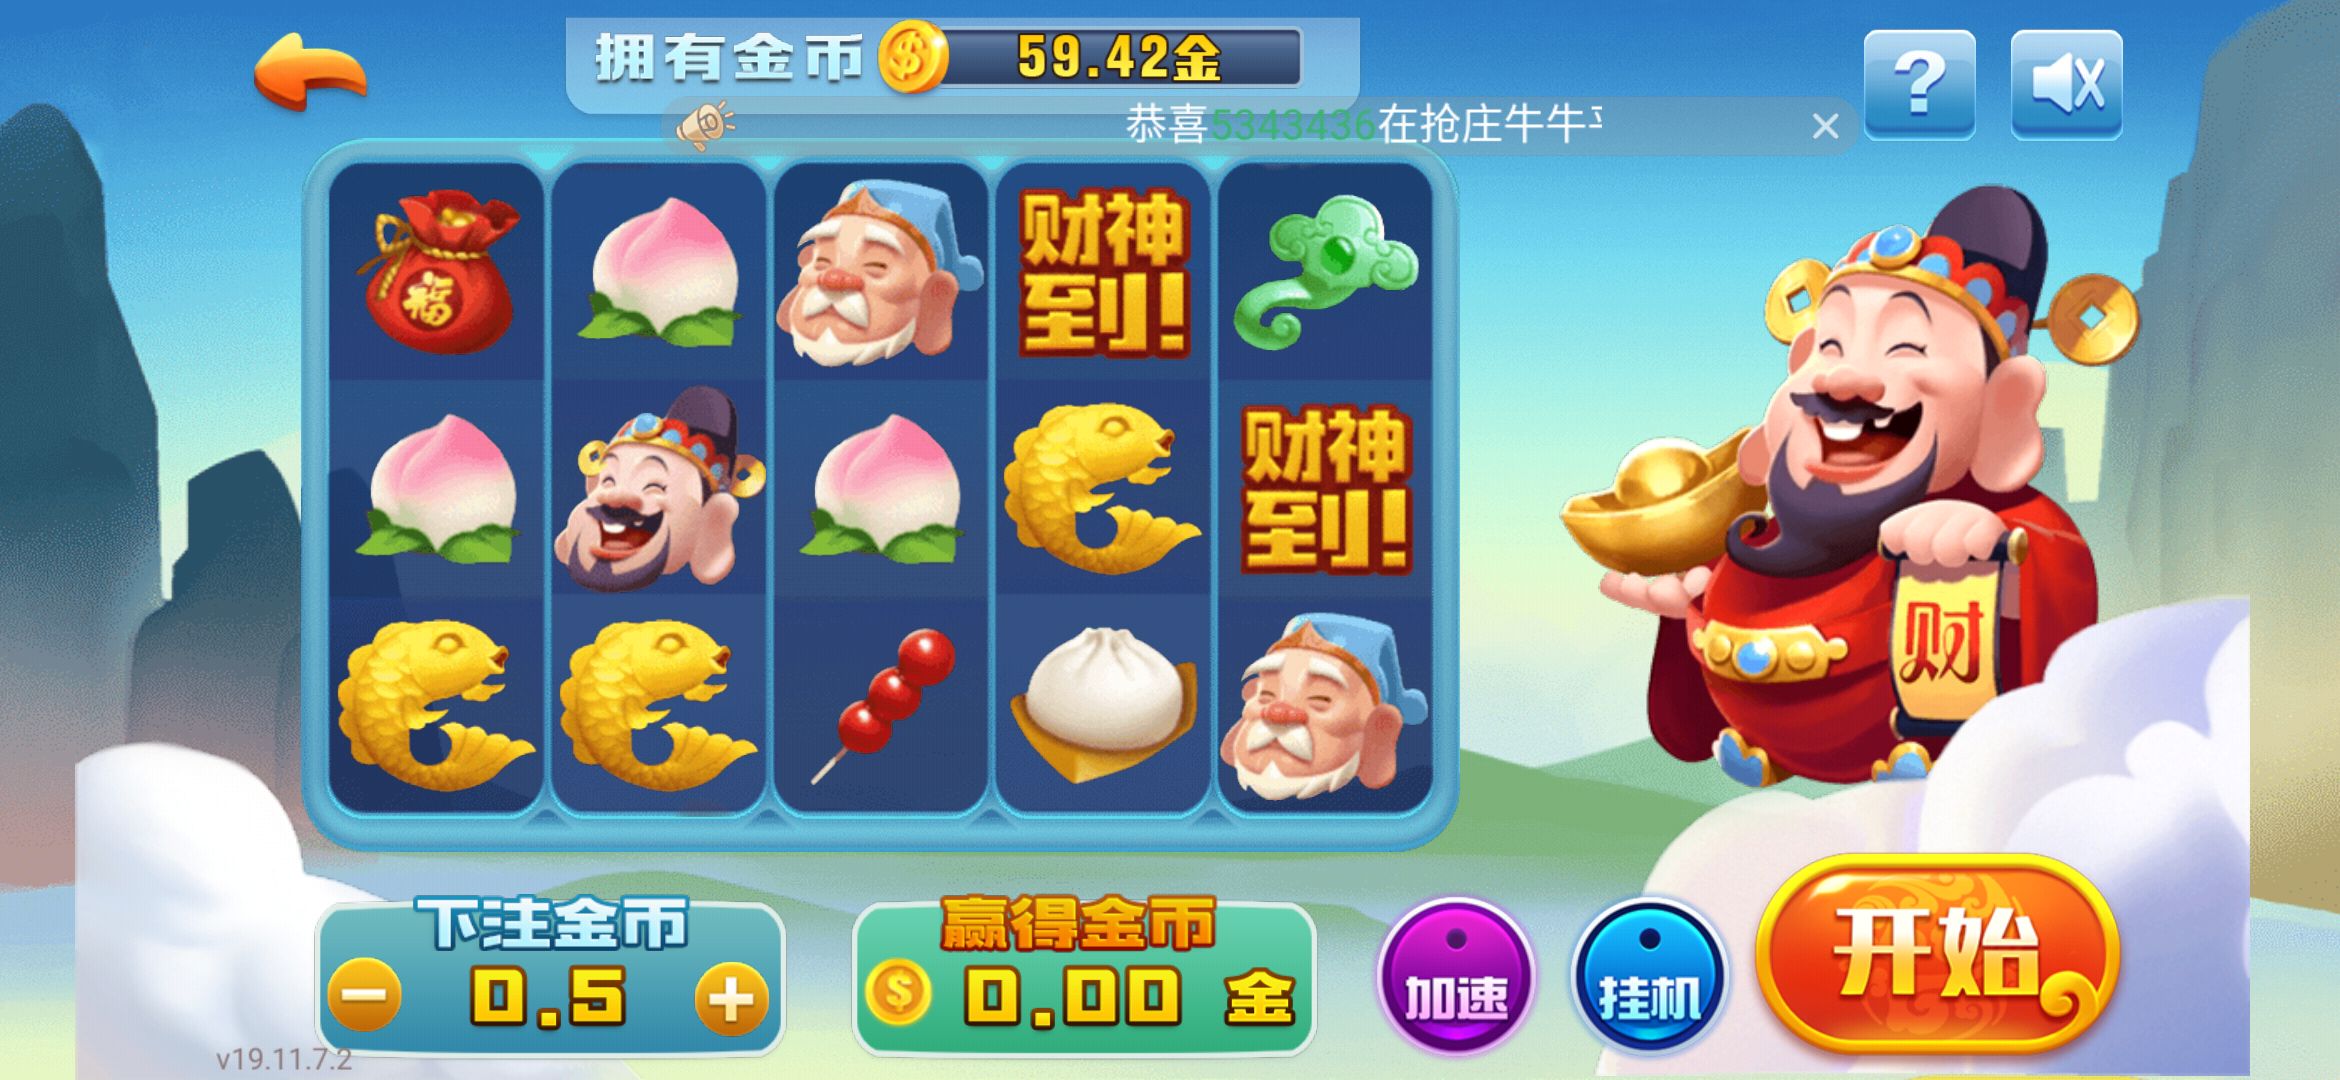 拥有金币
59.42金
恭喜5343436在抢庄牛牛
福
财神
到!
财神
到!
财
下注金币
0.5
赢得金币
0.00 金
加速
挂机
开始
v19.11.7.2